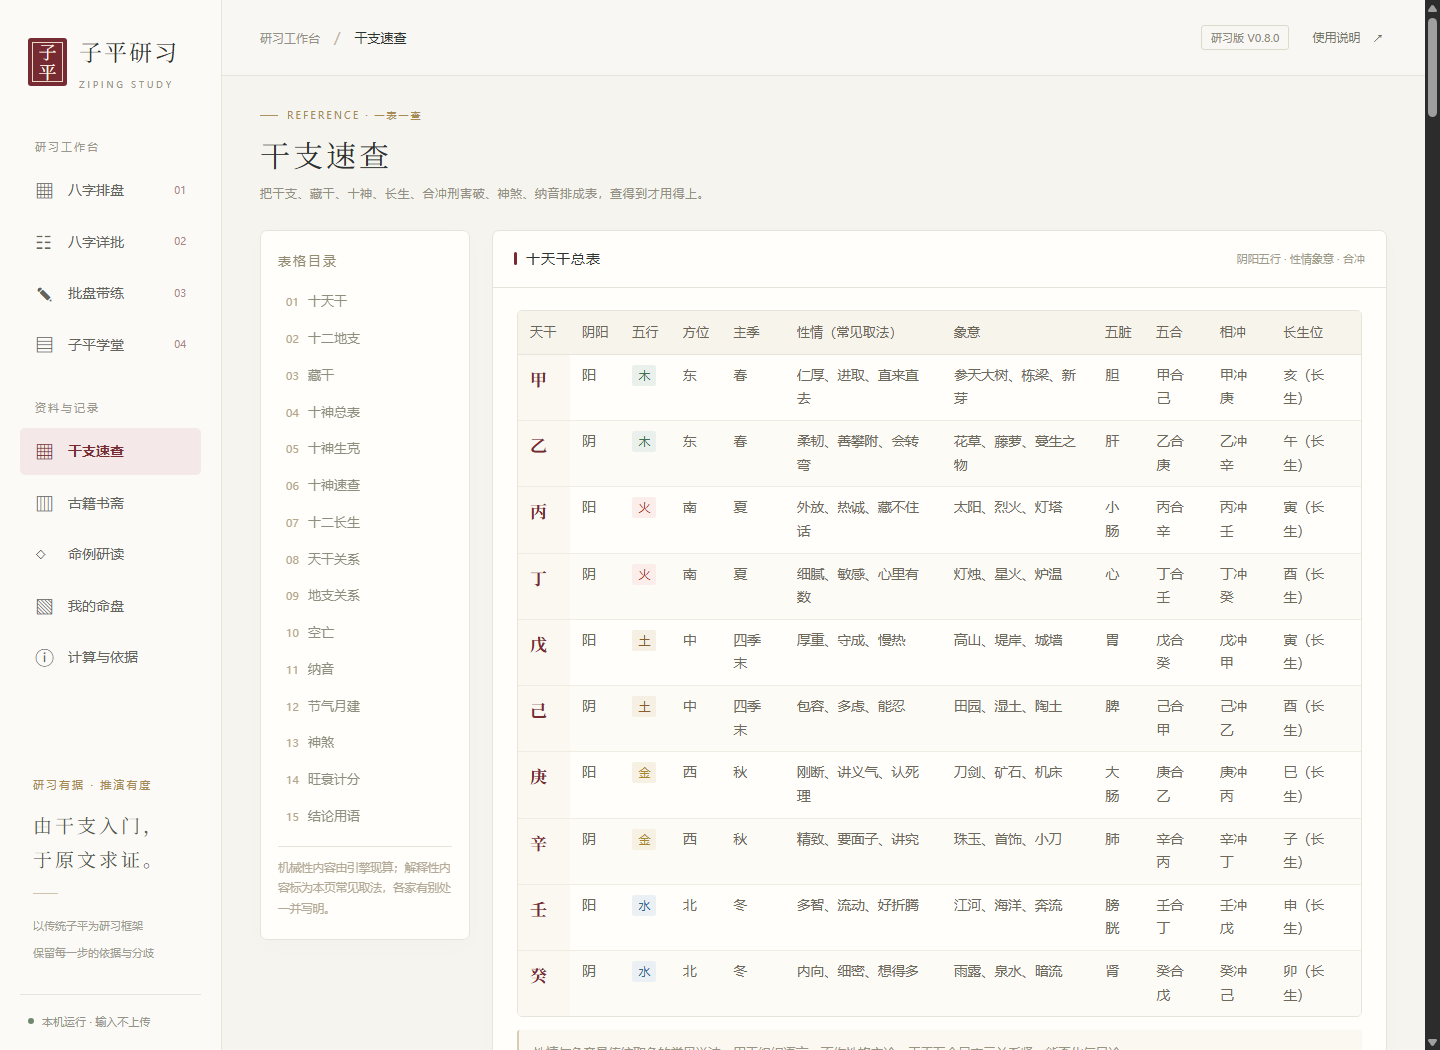 子平
子平研习
ZIPING STUDY
研习工作台
八字排盘 01
八字详批 02
批盘带练 03
子平学堂 04
资料与记录
干支速查
古籍书斋
命例研读
我的命盘
计算与依据
研习有据 · 推演有度
由干支入门，
于原文求证。
以传统子平为研习框架
保留每一步的依据与分歧
本机运行 · 输入不上传
研习工作台 / 干支速查
研习版 V0.8.0
使用说明 ↗
REFERENCE · 一表一查
干支速查
把干支、藏干、十神、长生、合冲刑害破、神煞、纳音排成表，查得到才用得上。
表格目录
01 十天干
02 十二地支
03 藏干
04 十神总表
05 十神生克
06 十神速查
07 十二长生
08 天干关系
09 地支关系
10 空亡
11 纳音
12 节气月建
13 神煞
14 旺衰计分
15 结论用语
机械性内容由引擎现算；解释性内
容标为本页常见取法，各家有别处
一并写明。
十天干总表
阴阳五行 · 性情象意 · 合冲
天干 阴阳 五行 方位 主季 性情（常见取法） 象意 五脏 五合 相冲 长生位
甲 阳 木 东 春 仁厚、进取、直来直去 参天大树、栋梁、新芽 胆 甲合己 甲冲庚 亥（长生）
乙 阴 木 东 春 柔韧、善攀附、会转弯 花草、藤萝、蔓生之物 肝 乙合庚 乙冲辛 午（长生）
丙 阳 火 南 夏 外放、热诚、藏不住话 太阳、烈火、灯塔 小肠 丙合辛 丙冲壬 寅（长生）
丁 阴 火 南 夏 细腻、敏感、心里有数 灯烛、星火、炉温 心 丁合壬 丁冲癸 酉（长生）
戊 阳 土 中 四季末 厚重、守成、慢热 高山、堤岸、城墙 胃 戊合癸 戊冲甲 寅（长生）
己 阴 土 中 四季末 包容、多虑、能忍 田园、湿土、陶土 脾 己合甲 己冲乙 酉（长生）
庚 阳 金 西 秋 刚断、讲义气、认死理 刀剑、矿石、机床 大肠 庚合乙 庚冲丙 巳（长生）
辛 阴 金 西 秋 精致、要面子、讲究 珠玉、首饰、小刀 肺 辛合丙 辛冲丁 子（长生）
壬 阳 水 北 冬 多智、流动、好折腾 江河、海洋、奔流 膀胱 壬合丁 壬冲戊 申（长生）
癸 阴 水 北 冬 内向、细密、想得多 雨露、泉水、暗流 肾 癸合戊 癸冲己 卯（长生）